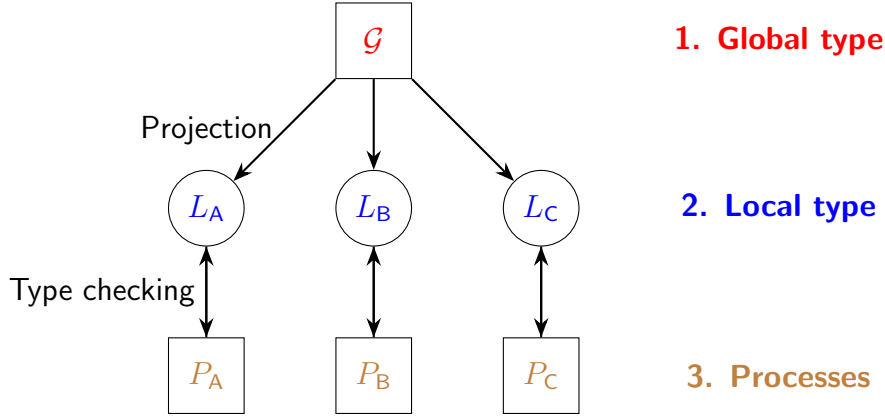 𝒢 1. Global type
Projection
L_A L_B L_C 2. Local type
Type checking
P_A P_B P_C 3. Processes